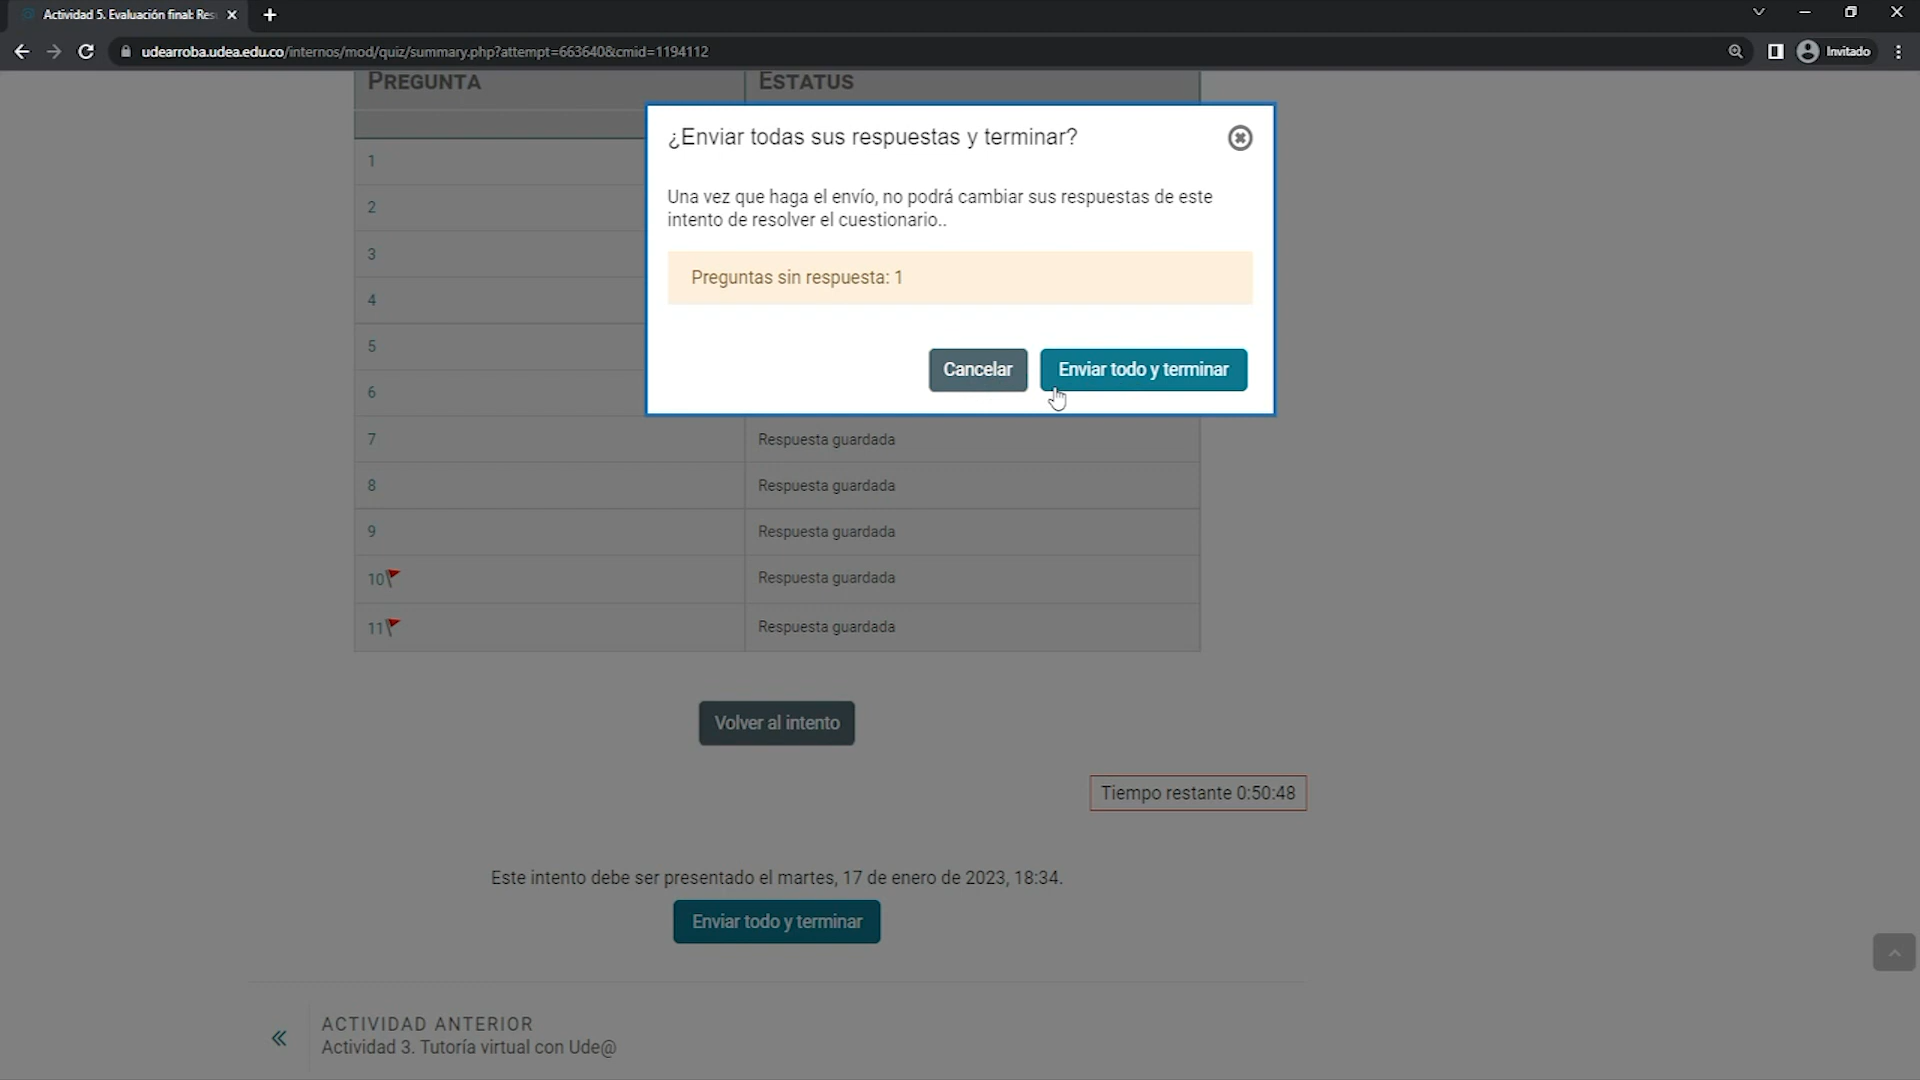 Actividad 5. Evaluación final: Res
udearroba.udea.edu.co/internos/mod/quiz/summary.php?attempt=663640&cmid=1194112
Invitado
PREGUNTA
ESTATUS
¿Enviar todas sus respuestas y terminar?
Una vez que haga el envío, no podrá cambiar sus respuestas de este
intento de resolver el cuestionario..
Preguntas sin respuesta: 1
Cancelar
Enviar todo y terminar
1
2
3
4
5
6
7
Respuesta guardada
8
Respuesta guardada
9
Respuesta guardada
10
Respuesta guardada
11
Respuesta guardada
Volver al intento
Tiempo restante 0:50:48
Este intento debe ser presentado el martes, 17 de enero de 2023, 18:34.
Enviar todo y terminar
ACTIVIDAD ANTERIOR
Actividad 3. Tutoría virtual con Ude@